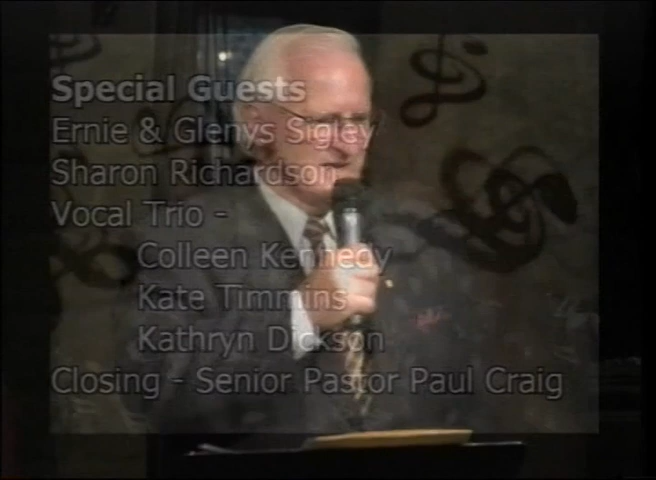 Special Guests
Ernie & Glenys Sigley
Sharon Richardson
Vocal Trio -
Colleen Kennedy
Kate Timmins
Kathryn Dickson
Closing - Senior Pastor Paul Craig